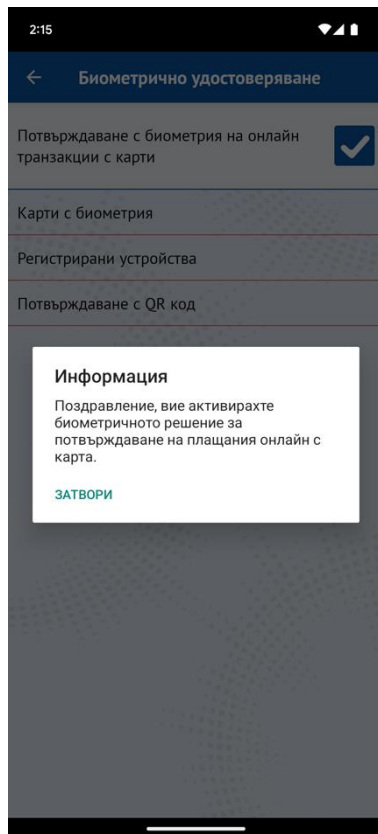 2:15
Биометрично удостоверяване
Потвърждаване с биометрия на онлайн
транзакции с карти
Карти с биометрия
Регистрирани устройства
Потвърждаване с QR код
Информация
Поздравление, вие активирахте
биометричното решение за
потвърждаване на плащания онлайн с
карта.
ЗАТВОРИ